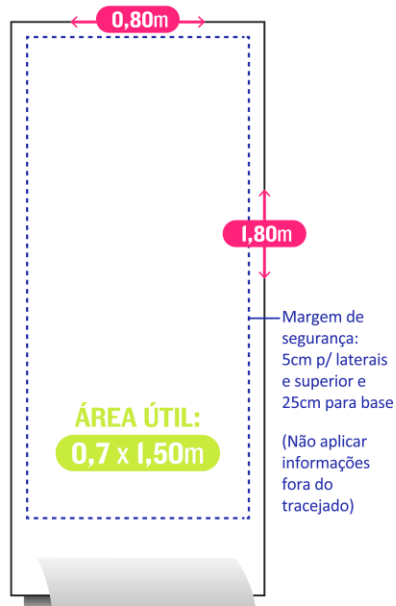 0,80m
1,80m
Margem de
segurança:
5cm p/ laterais
e superior e
25cm para base
(Não aplicar
informações
fora do
tracejado)
ÁREA ÚTIL:
0,7 x 1,50m